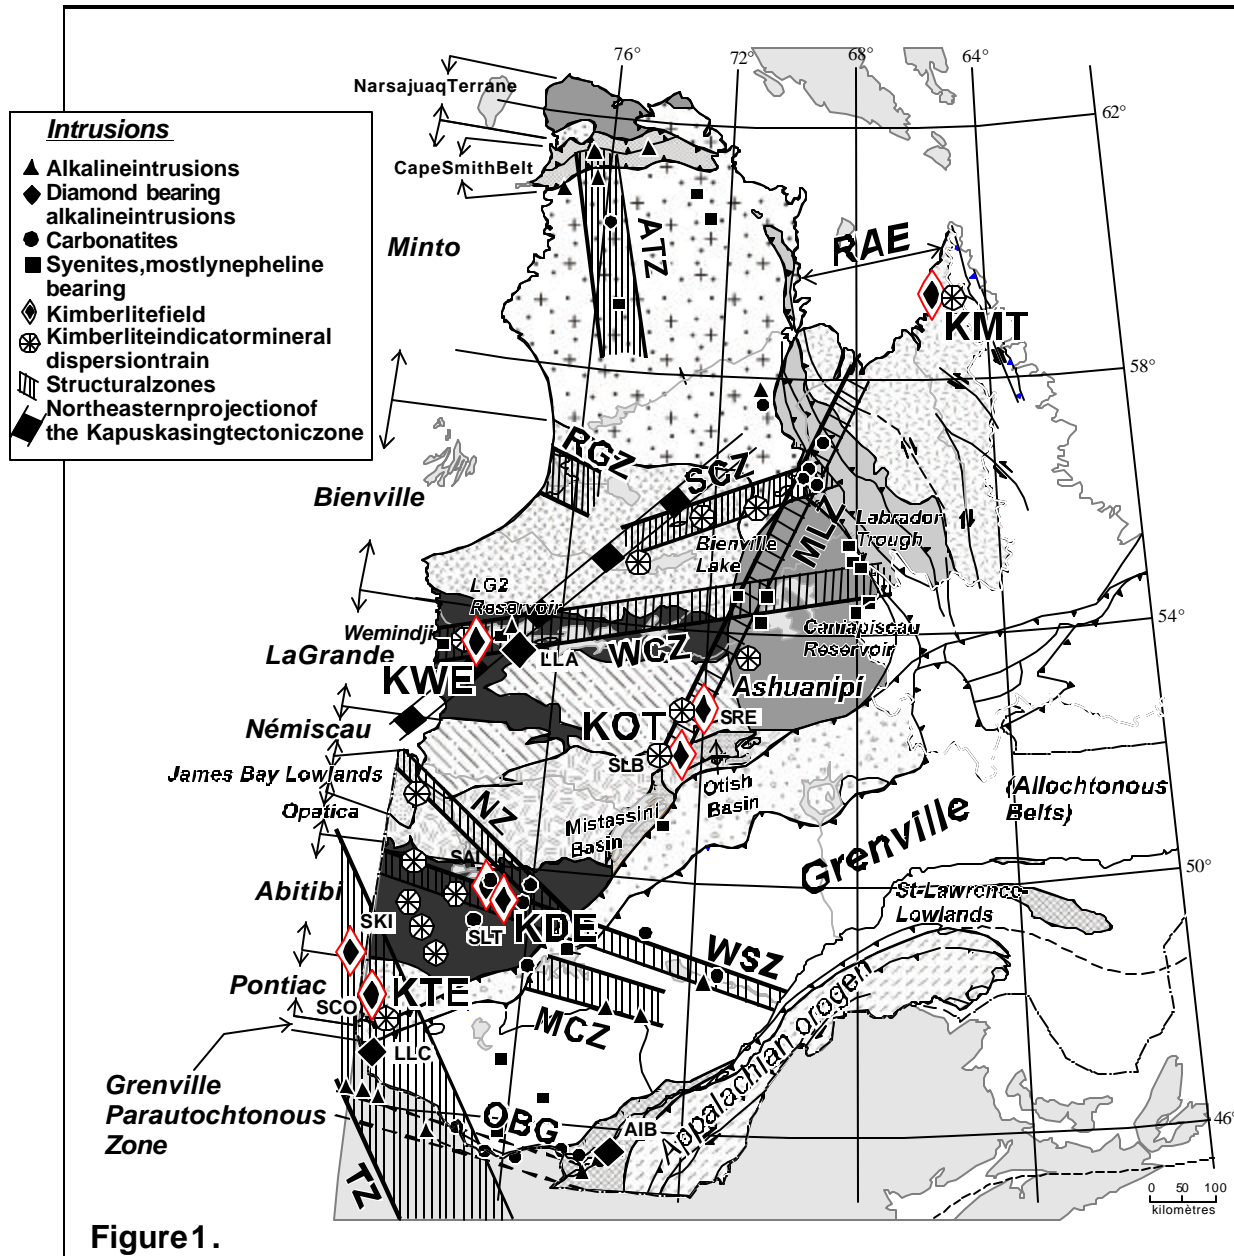 76°
72°
68°
64°
NarsajuaqTerrane
62°
Intrusions
Alkalineintrusions
Diamond bearing
alkalineintrusions
Carbonatites
Syenites,mostlynepheline
bearing
Kimberlitefield
Kimberliteindicatormineral
dispersiontrain
Structuralzones
Northeasternprojectionof
the Kapuskasingtectoniczone
CapeSmithBelt
Minto
ATZ
RAE
KMT
58°
RGZ
SCZ
Bienville
MLZ
Labrador
Trough
Bienville
Lake
LG2
Reservoir
54°
Wemindji
LaGrande
Caniapiscau
Reservoir
WCZ
LLA
KWE
Ashuanipi
Némiscau
KOT
SRE
SLB
James Bay Lowlands
Otish
Basin
(Allochtonous
Belts)
Opatica
NZ
Mistassini
Basin
Grenville
SA
50°
Abitibi
St-Lawrence
Lowlands
SKI
SLT
KDE
WSZ
Pontiac
KTE
SCO
MCZ
LLC
Appalachian orogen
Grenville
Parautochtonous
Zone
OBG
AIB
46°
TZ
0 50 100
kilomètres
Figure1.